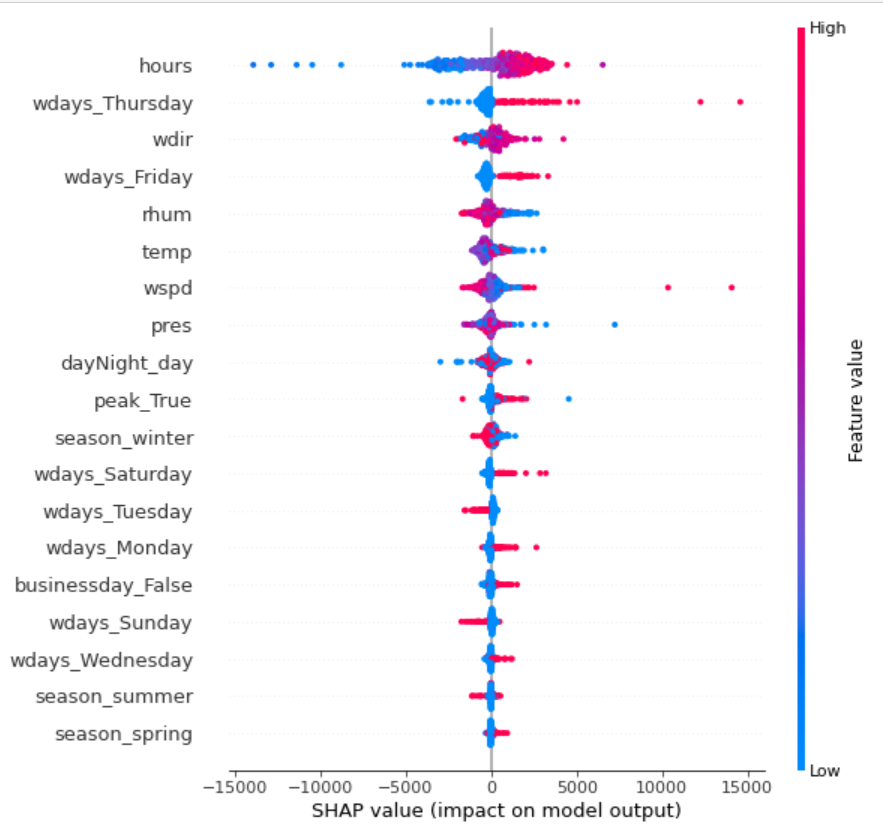 High
hours
wdays_Thursday
wdir
wdays_Friday
rhum
temp
wspd
pres
dayNight_day
peak_True
season_winter
wdays_Saturday
wdays_Tuesday
wdays_Monday
businessday_False
wdays_Sunday
wdays_Wednesday
season_summer
season_spring
Feature value
Low
−15000 −10000 −5000 0 5000 10000 15000
SHAP value (impact on model output)